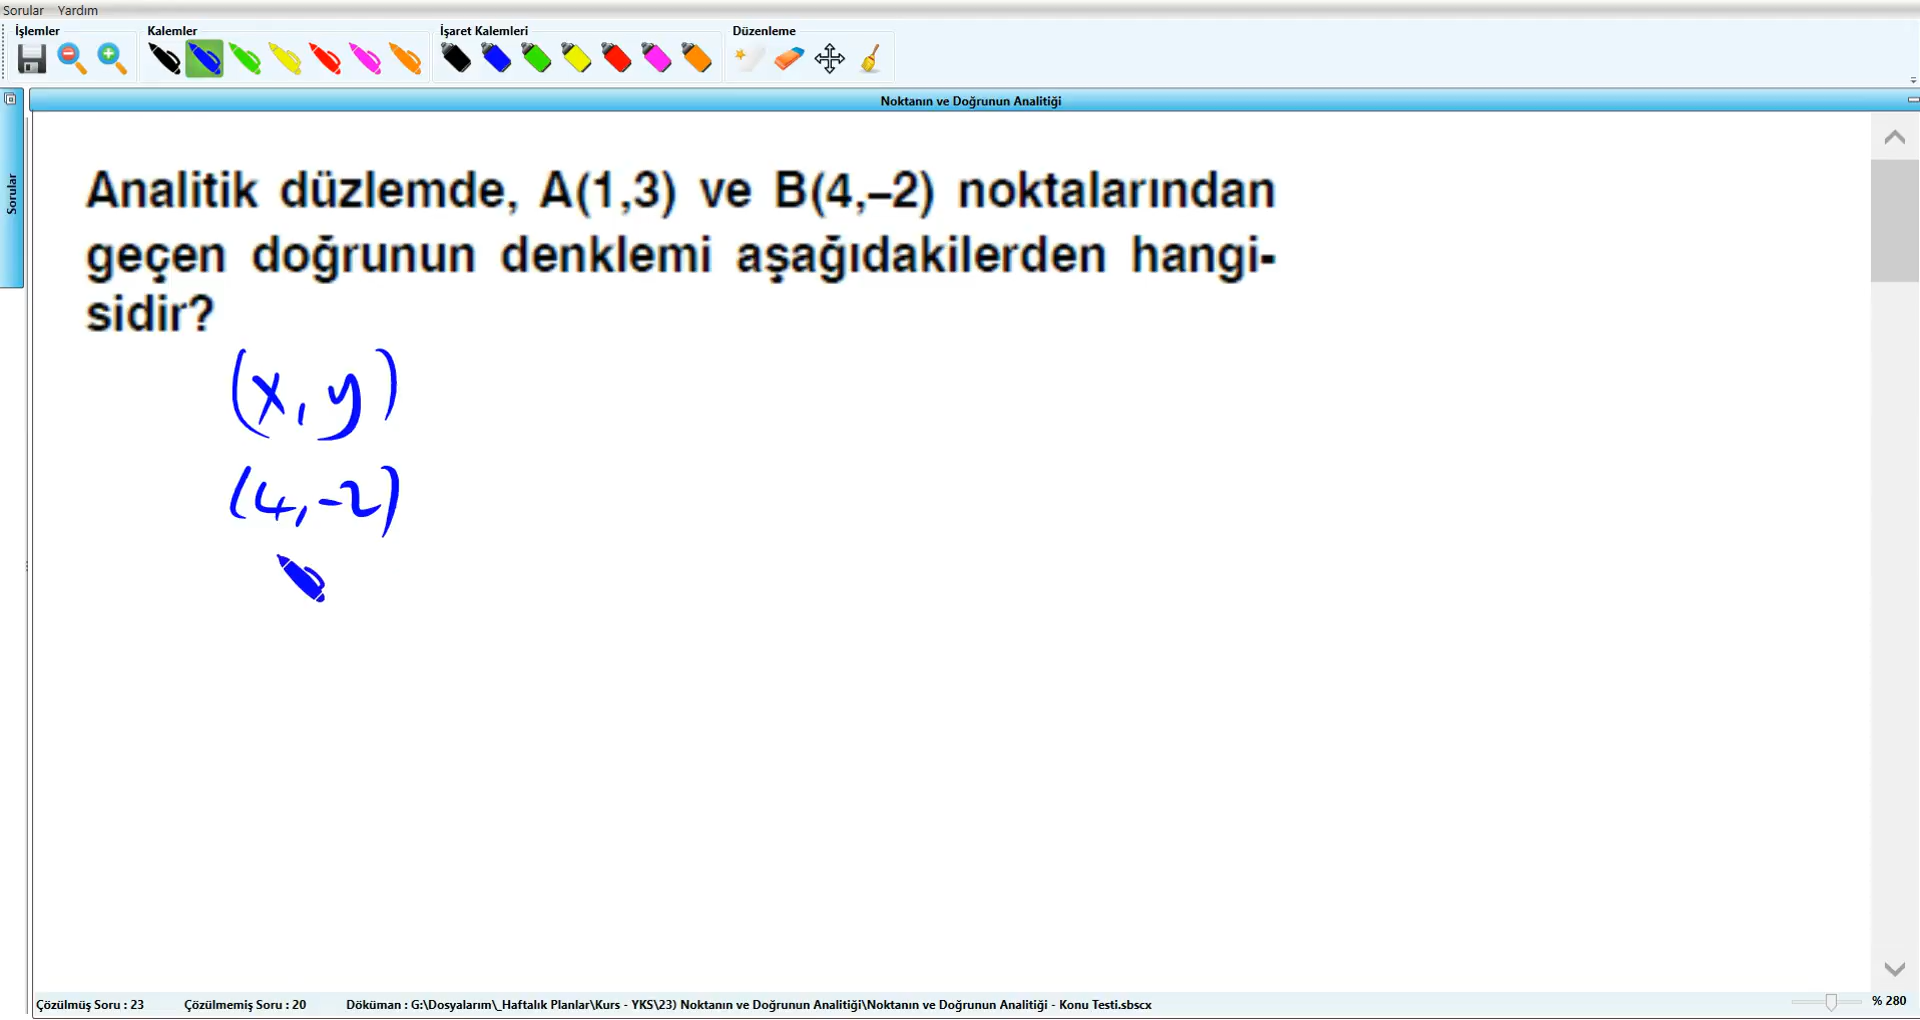 Sorular Yardım
İşlemler Kalemler İşaret Kalemleri Düzenleme
Noktanın ve Doğrunun Analitiği
Sorular
Analitik düzlemde, A(1,3) ve B(4,–2) noktalarından
geçen doğrunun denklemi aşağıdakilerden hangi-
sidir?
(x, y)
(4, -2)
Çözülmüş Soru : 23 Çözülmemiş Soru : 20 Döküman : G:\Dosyalarım\_Haftalık Planlar\Kurs - YKS\23) Noktanın ve Doğrunun Analitiği\Noktanın ve Doğrunun Analitiği - Konu Testi.sbscx % 280